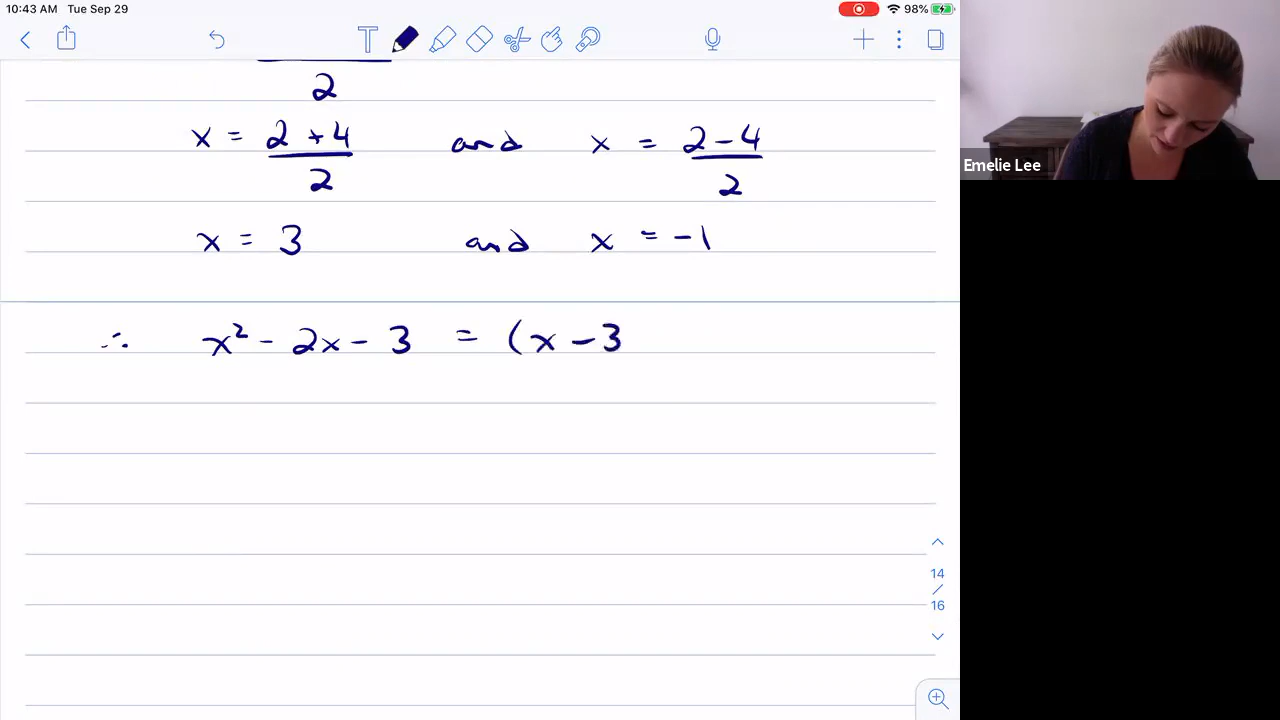 10:43 AM Tue Sep 29
98%
T
2
x = 2 + 4 and x = 2 - 4
2 2
x = 3 and x = -1
∴ x² - 2x - 3 = (x - 3
14
/
16
Emelie Lee